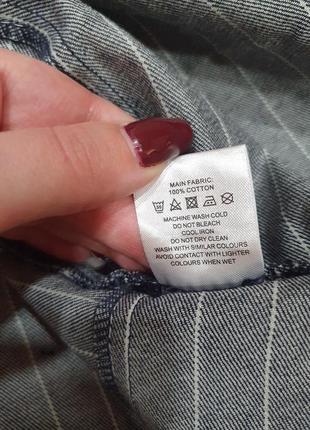 MAIN FABRIC:
100% COTTON
30
MACHINE WASH COLD
DO NOT BLEACH
COOL IRON
DO NOT DRY CLEAN
WASH WITH SIMILAR COLOURS
AVOID CONTACT WITH LIGHTER
COLOURS WHEN WET